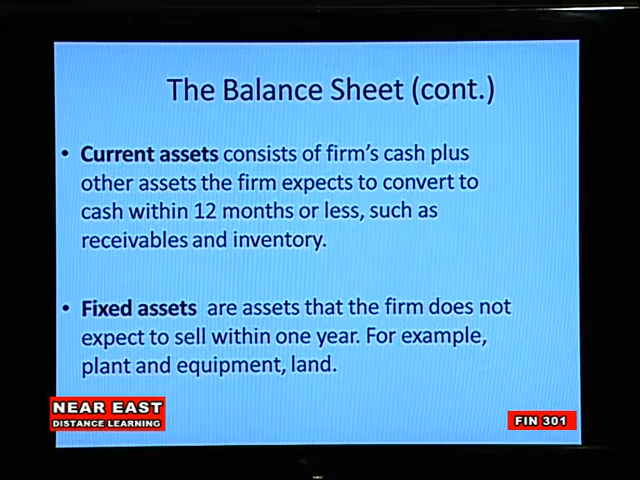 The Balance Sheet (cont.)
• Current assets consists of firm's cash plus
other assets the firm expects to convert to
cash within 12 months or less, such as
receivables and inventory.
• Fixed assets are assets that the firm does not
expect to sell within one year. For example,
plant and equipment, land.
NEAR EAST
DISTANCE LEARNING
FIN 301